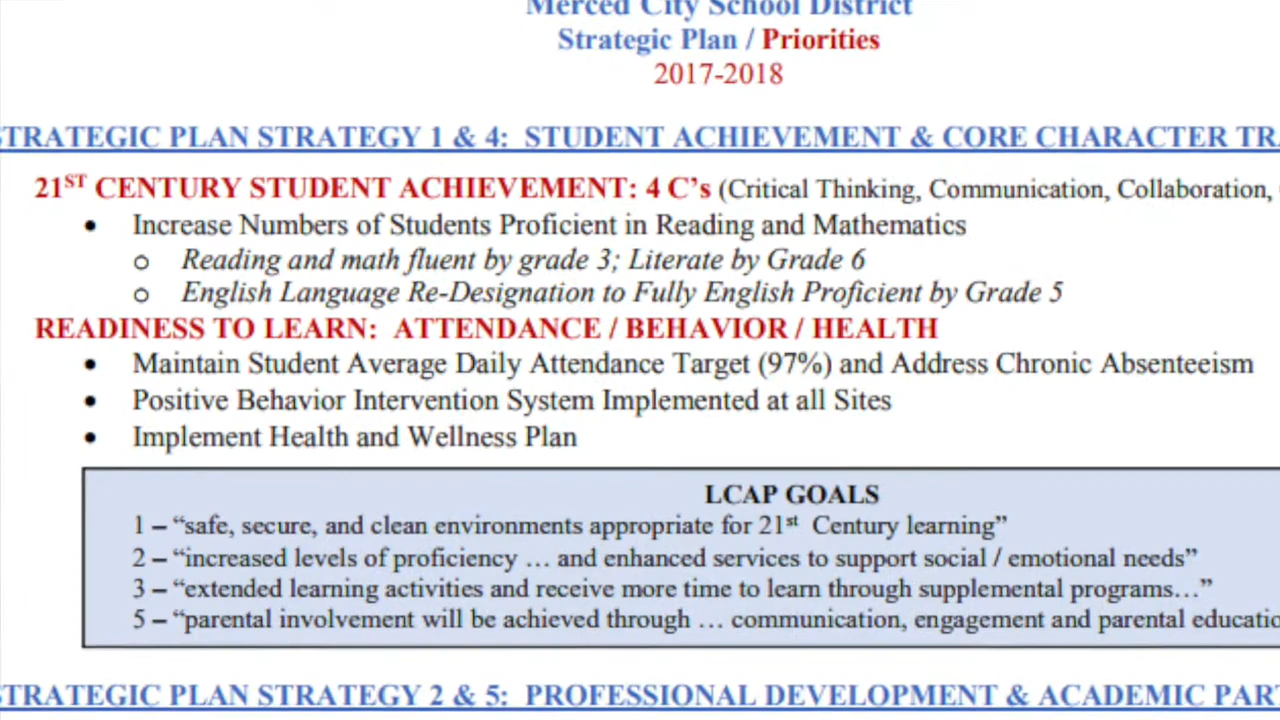 Merced City School District
Strategic Plan / Priorities
2017-2018
STRATEGIC PLAN STRATEGY 1 & 4: STUDENT ACHIEVEMENT & CORE CHARACTER
21ST CENTURY STUDENT ACHIEVEMENT: 4 C's (Critical Thinking, Communication, Collaboration,
• Increase Numbers of Students Proficient in Reading and Mathematics
o Reading and math fluent by grade 3; Literate by Grade 6
o English Language Re-Designation to Fully English Proficient by Grade 5
READINESS TO LEARN: ATTENDANCE / BEHAVIOR / HEALTH
• Maintain Student Average Daily Attendance Target (97%) and Address Chronic Absenteeism
• Positive Behavior Intervention System Implemented at all Sites
• Implement Health and Wellness Plan
LCAP GOALS
1 – “safe, secure, and clean environments appropriate for 21st Century learning”
2 – “increased levels of proficiency … and enhanced services to support social / emotional needs”
3 – “extended learning activities and receive more time to learn through supplemental programs…”
5 – “parental involvement will be achieved through … communication, engagement and parental
STRATEGIC PLAN STRATEGY 2 & 5: PROFESSIONAL DEVELOPMENT & ACADEMIC